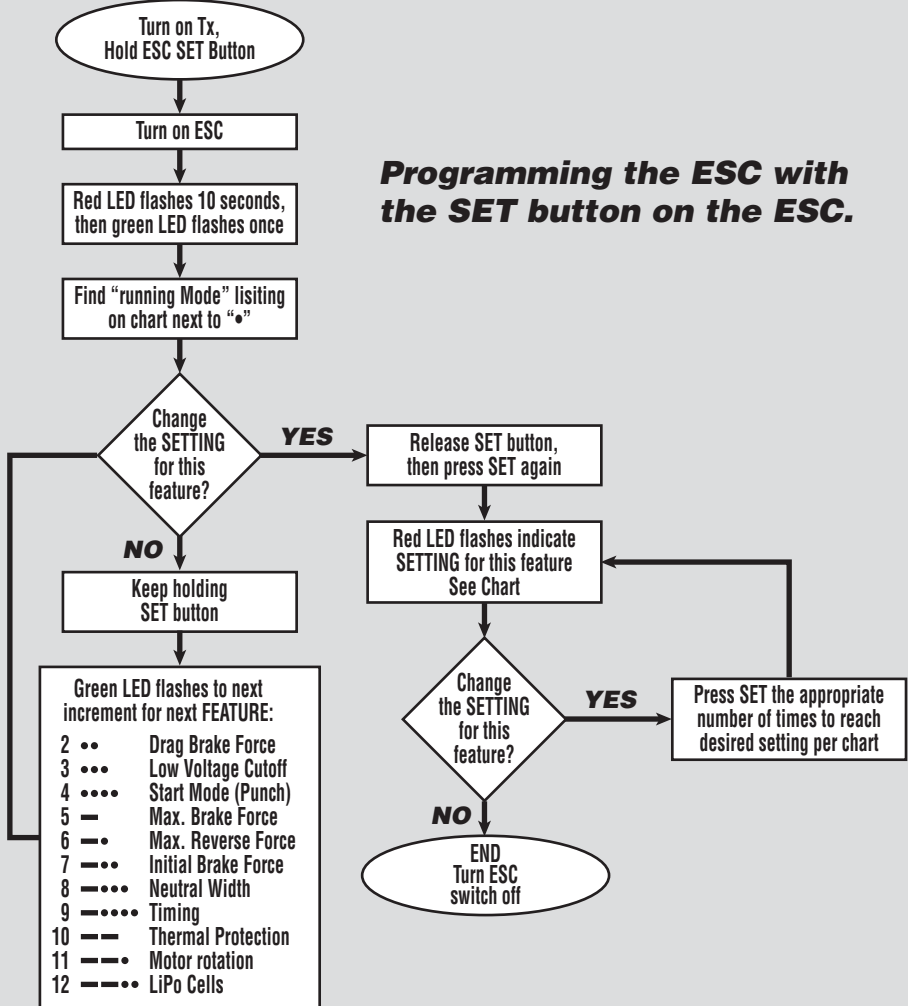 Turn on Tx,
Hold ESC SET Button
Turn on ESC
Programming the ESC with
the SET button on the ESC.
Red LED flashes 10 seconds,
then green LED flashes once
Find “running Mode” lisiting
on chart next to “•”
Change
the SETTING
for this
feature?
YES
Release SET button,
then press SET again
NO
Keep holding
SET button
Red LED flashes indicate
SETTING for this feature
See Chart
Change
the SETTING
for this
feature?
YES
Press SET the appropriate
number of times to reach
desired setting per chart
NO
END
Turn ESC
switch off
Green LED flashes to next
increment for next FEATURE:
2 •• Drag Brake Force
3 ••• Low Voltage Cutoff
4 •••• Start Mode (Punch)
5 — Max. Brake Force
6 —• Max. Reverse Force
7 —•• Initial Brake Force
8 —••• Neutral Width
9 —•••• Timing
10 —— Thermal Protection
11 ——• Motor rotation
12 ——•• LiPo Cells